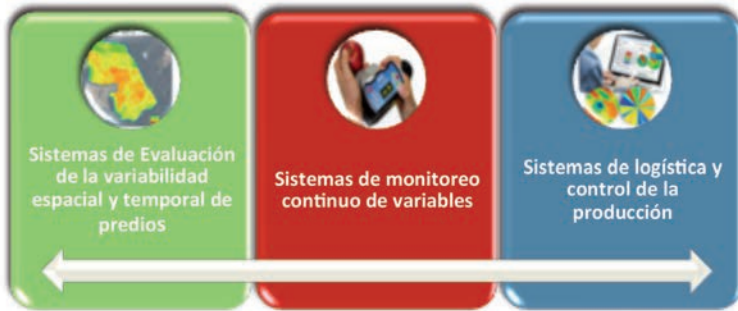 Sistemas de Evaluación
de la variabilidad
espacial y temporal de
predios
Sistemas de monitoreo
continuo de variables
Sistemas de logística y
control de la
producción